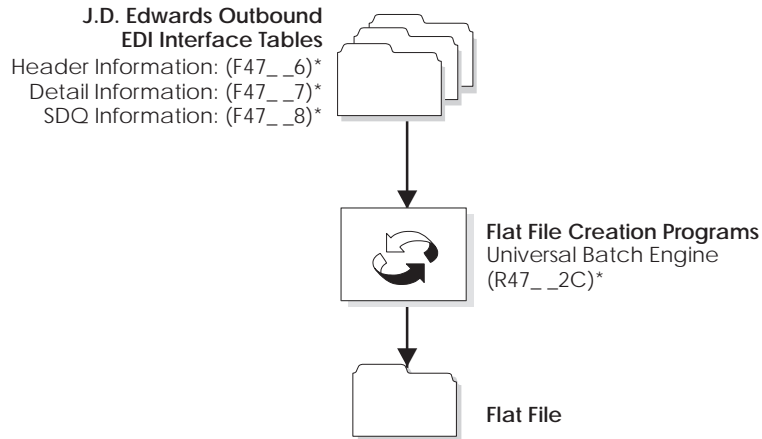 J.D. Edwards Outbound
EDI Interface Tables
Header Information: (F47_ _6)*
Detail Information: (F47_ _7)*
SDQ Information: (F47_ _8)*
Flat File Creation Programs
Universal Batch Engine
(R47_ _2C)*
Flat File